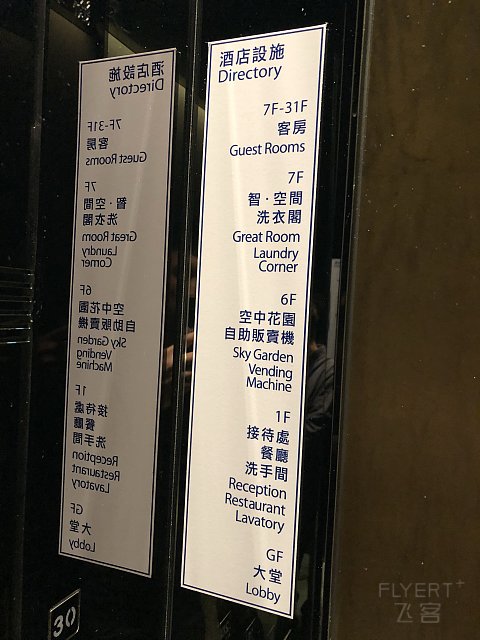 酒店設施
Directory
7F-31F
客房
Guest Rooms
7F
智·空間
洗衣閣
Great Room
Laundry
Corner
6F
空中花園
自助販賣機
Sky Garden
Vending
Machine
1F
接待處
餐廳
洗手間
Reception
Restaurant
Lavatory
GF
大堂
Lobby
30
FLYERT+
飞客